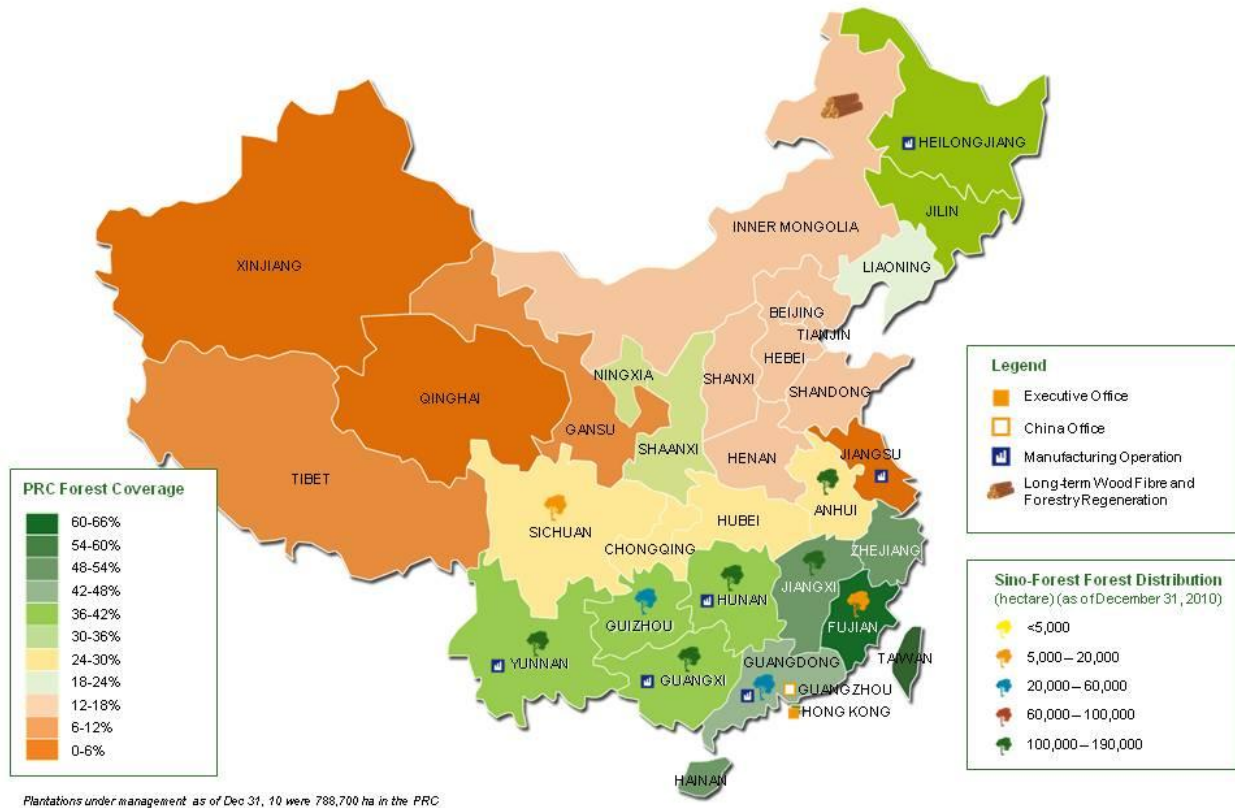 HEILONGJIANG
JILIN
INNER MONGOLIA
LIAONING
XINJIANG
BEIJING
TIANJIN
HEBEI
NINGXIA
SHANXI
SHANDONG
QINGHAI
GANSU
SHAANXI
HENAN
JIANGSU
TIBET
SICHUAN
HUBEI
ANHUI
CHONGQING
ZHEJIANG
JIANGXI
HUNAN
GUIZHOU
FUJIAN
YUNNAN
GUANGXI
GUANGDONG
TAIWAN
GUANGZHOU
HONG KONG
HAINAN
PRC Forest Coverage
60-66%
54-60%
48-54%
42-48%
36-42%
30-36%
24-30%
18-24%
12-18%
6-12%
0-6%
Legend
Executive Office
China Office
Manufacturing Operation
Long-term Wood Fibre and
Forestry Regeneration
Sino-Forest Forest Distribution
(hectare) (as of December 31, 2010)
<5,000
5,000 – 20,000
20,000 – 60,000
60,000 – 100,000
100,000 – 190,000
Plantations under management as of Dec 31, 10 were 788,700 ha in the PRC